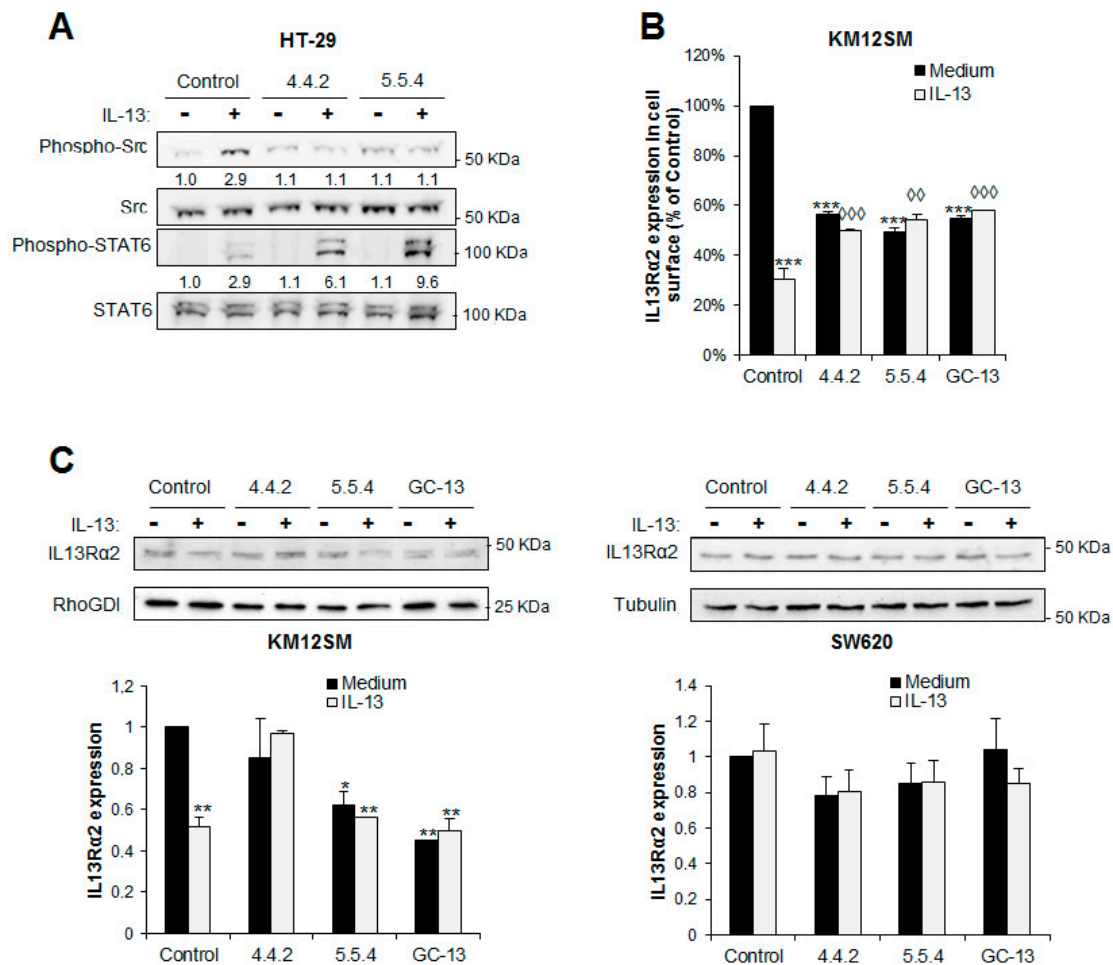 A
HT-29
Control 4.4.2 5.5.4
IL-13: - + - + - +
Phospho-Src
50 KDa
1.0 2.9 1.1 1.1 1.1 1.1
Src
50 KDa
Phospho-STAT6
100 KDa
1.0 2.9 1.1 6.1 1.1 9.6
STAT6
100 KDa
B
KM12SM
Medium
IL-13
IL13Rα2 expression in cell
surface (% of Control)
120%
100%
80%
60%
40%
20%
0%
*** *** ◊◊◊ *** ◊◊ *** ◊◊◊
Control 4.4.2 5.5.4 GC-13
C
Control 4.4.2 5.5.4 GC-13
IL-13: - + - + - + - +
IL13Rα2
50 KDa
RhoGDI
25 KDa
KM12SM
Medium
IL-13
IL13Rα2 expression
1.2
1
0.8
0.6
0.4
0.2
0
** * ** ** **
Control 4.4.2 5.5.4 GC-13
Control 4.4.2 5.5.4 GC-13
IL-13: - + - + - + - +
IL13Rα2
50 KDa
Tubulin
50 KDa
SW620
Medium
IL-13
IL13Rα2 expression
1.4
1.2
1
0.8
0.6
0.4
0.2
0
Control 4.4.2 5.5.4 GC-13